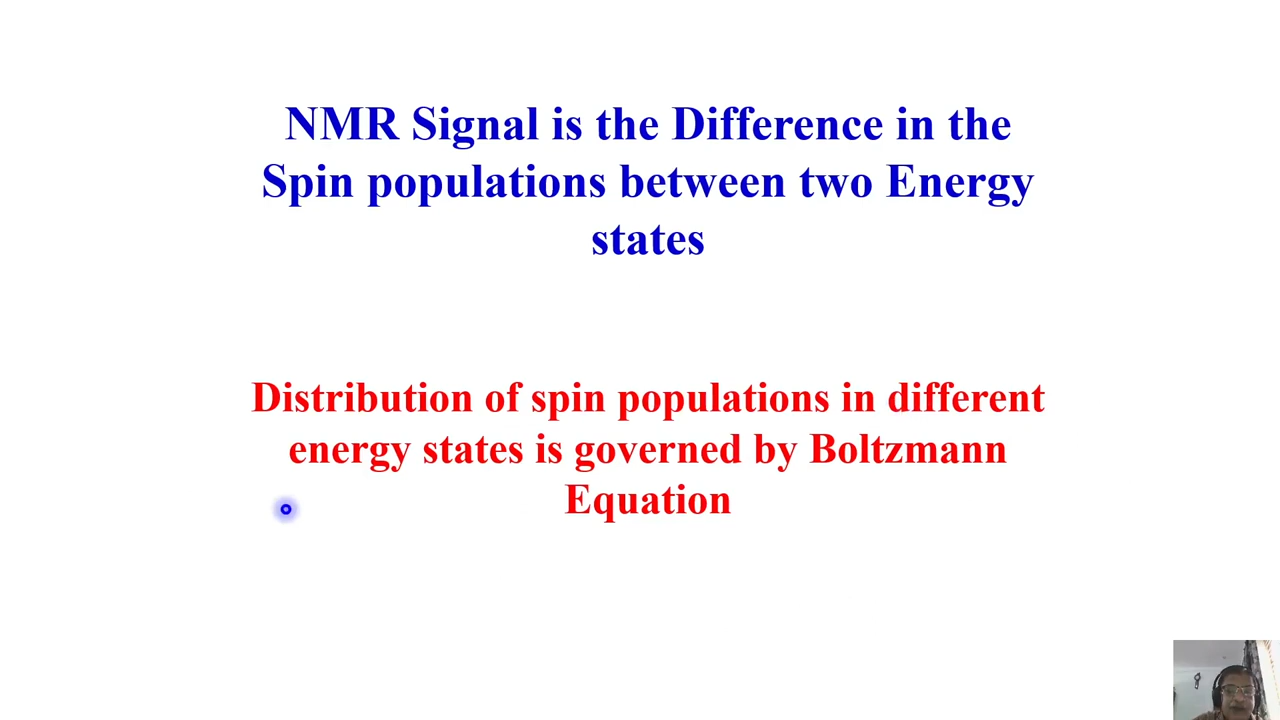 NMR Signal is the Difference in the
Spin populations between two Energy
states
Distribution of spin populations in different
energy states is governed by Boltzmann
Equation